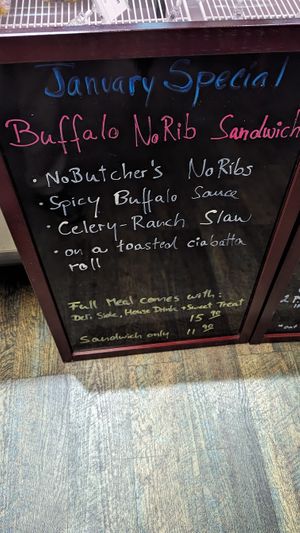 January Special
Buffalo NoRib Sandwich
• NoButcher's NoRibs
• Spicy Buffalo Sauce
• Celery-Ranch Slaw
• on a toasted ciabatta
roll
Full Meal comes with:
Deli Side, House Drink + Sweet Treat
15.90
Sandwich only 11.90